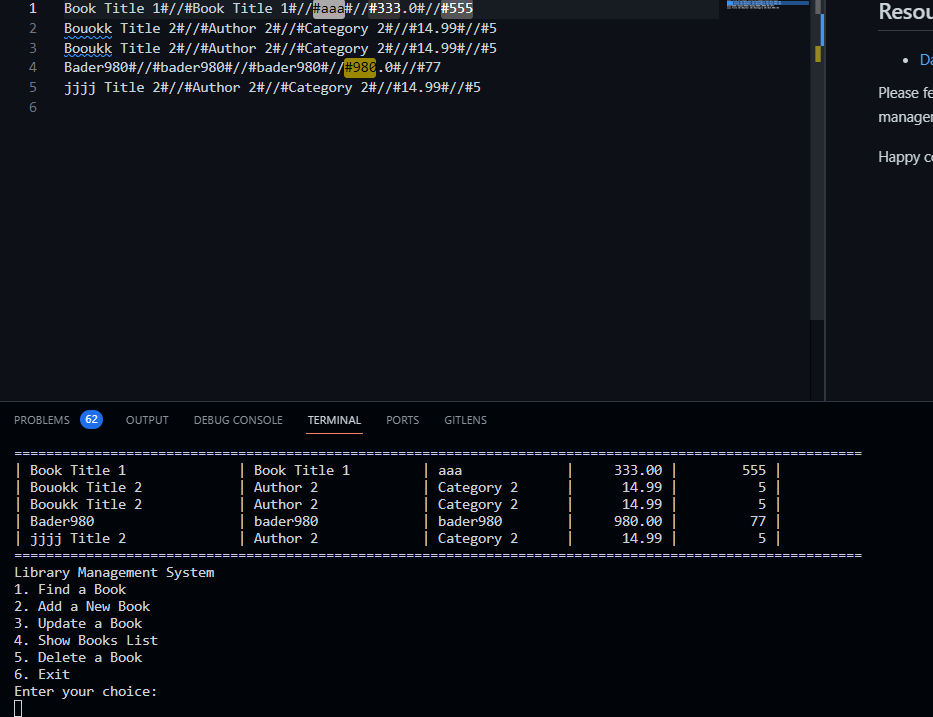 1 Book Title 1#//#Book Title 1#//#aaa#//#333.0#//#555
2 Bouokk Title 2#//#Author 2#//#Category 2#//#14.99#//#5
3 Booukk Title 2#//#Author 2#//#Category 2#//#14.99#//#5
4 Bader980#//#bader980#//#bader980#//#980.0#//#77
5 jjjj Title 2#//#Author 2#//#Category 2#//#14.99#//#5
6
Resou
Da
Please fe
manager
Happy co
PROBLEMS 62 OUTPUT DEBUG CONSOLE TERMINAL PORTS GITLENS
==========================================================================================================
| Book Title 1 | Book Title 1 | aaa | 333.00 | 555 |
| Bouokk Title 2 | Author 2 | Category 2 | 14.99 | 5 |
| Booukk Title 2 | Author 2 | Category 2 | 14.99 | 5 |
| Bader980 | bader980 | bader980 | 980.00 | 77 |
| jjjj Title 2 | Author 2 | Category 2 | 14.99 | 5 |
==========================================================================================================
Library Management System
1. Find a Book
2. Add a New Book
3. Update a Book
4. Show Books List
5. Delete a Book
6. Exit
Enter your choice: